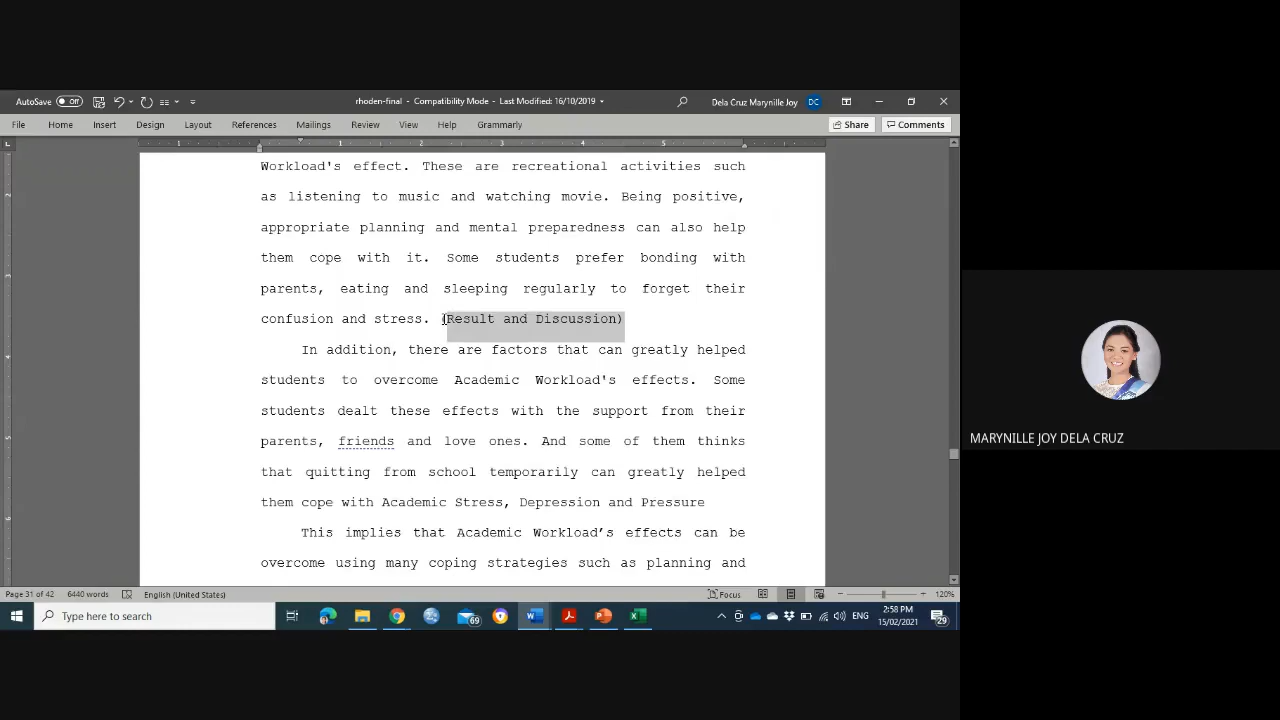 AutoSave Off
rhoden-final - Compatibility Mode - Last Modified: 16/10/2019
Dela Cruz Marynille Joy DC
File Home Insert Design Layout References Mailings Review View Help Grammarly
Share Comments
1 1 2 3 4 5
Workload's effect. These are recreational activities such
as listening to music and watching movie. Being positive,
appropriate planning and mental preparedness can also help
them cope with it. Some students prefer bonding with
parents, eating and sleeping regularly to forget their
confusion and stress. (Result and Discussion)
In addition, there are factors that can greatly helped
students to overcome Academic Workload's effects. Some
students dealt these effects with the support from their
parents, friends and love ones. And some of them thinks
that quitting from school temporarily can greatly helped
them cope with Academic Stress, Depression and Pressure
This implies that Academic Workload’s effects can be
overcome using many coping strategies such as planning and
MARYNILLE JOY DELA CRUZ
Page 31 of 42 6440 words English (United States) Focus 120%
Type here to search
69
ENG
2:58 PM
15/02/2021
29